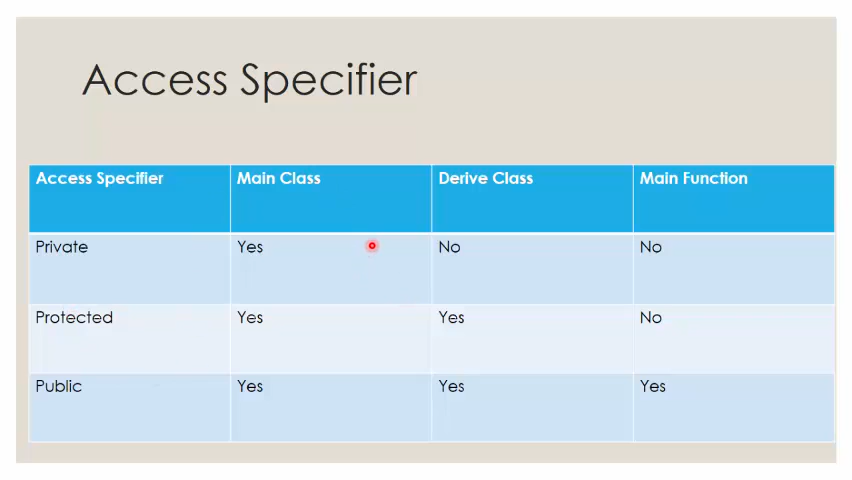 Access Specifier
Access Specifier Main Class Derive Class Main Function
Private Yes No No
Protected Yes Yes No
Public Yes Yes Yes